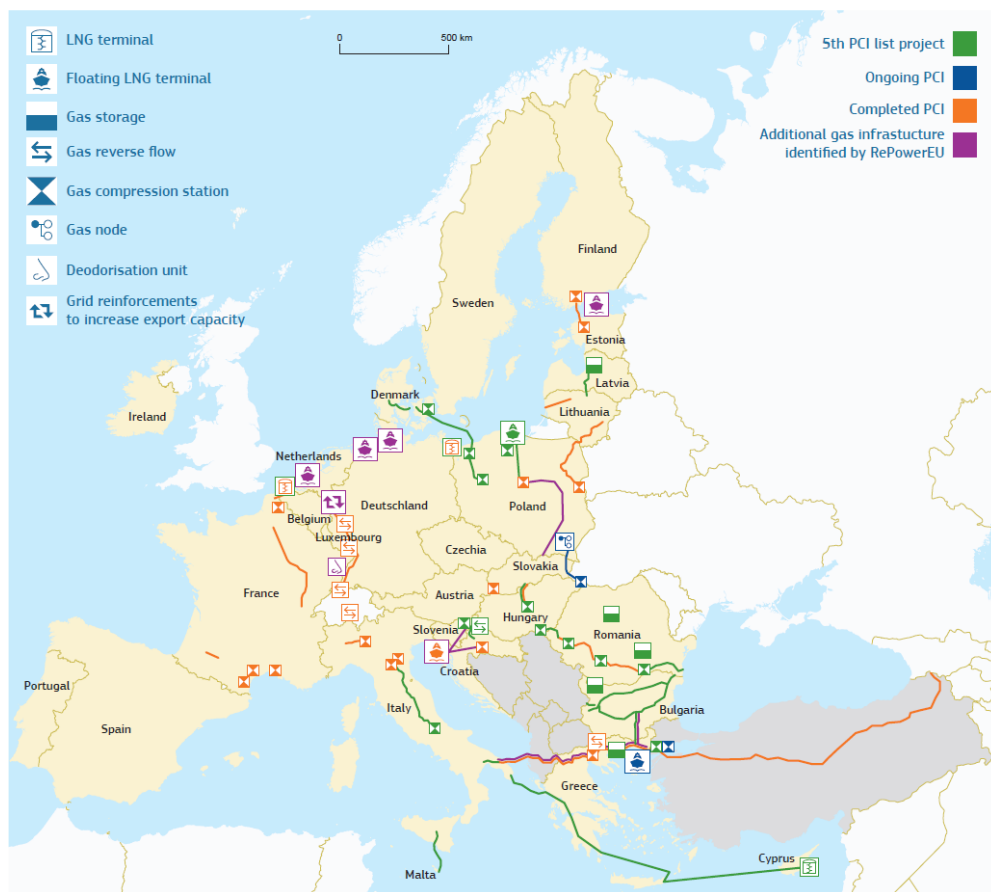 LNG terminal
Floating LNG terminal
Gas storage
Gas reverse flow
Gas compression station
Gas node
Deodorisation unit
Grid reinforcements
to increase export capacity
0 500 km
5th PCI list project
Ongoing PCI
Completed PCI
Additional gas infrastucture
identified by RePowerEU
Finland
Sweden
Estonia
Latvia
Denmark
Lithuania
Ireland
Netherlands
Deutschland
Poland
Belgium
Luxembourg
Czechia
Slovakia
France
Austria
Hungary
Slovenia
Romania
Croatia
Portugal
Italy
Bulgaria
Spain
Greece
Cyprus
Malta